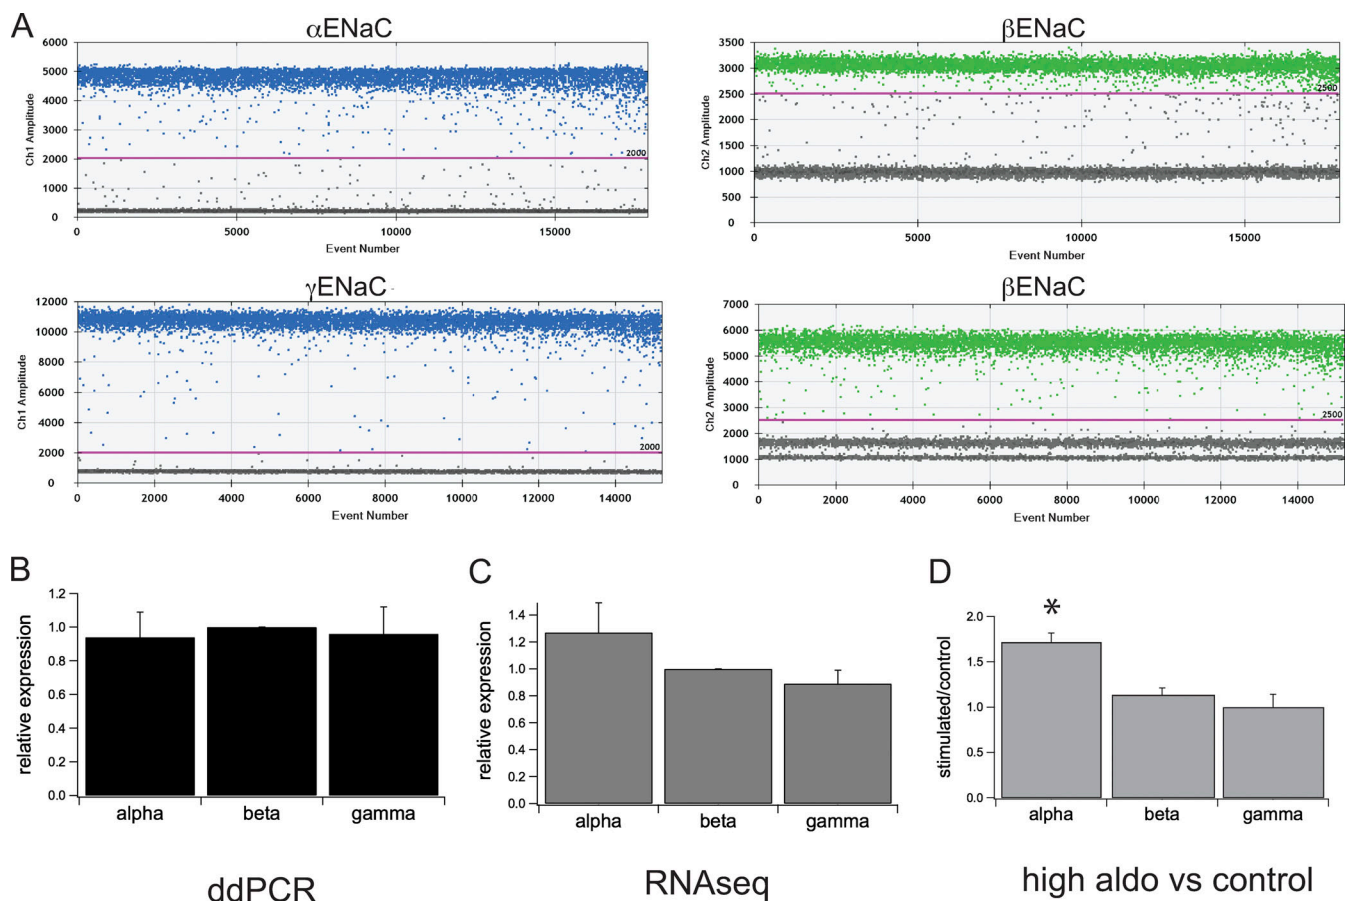 A
αENaC
6000
5000
4000
3000
2000
1000
0
Ch1 Amplitude
2000
0
5000
10000
15000
Event Number
βENaC
3500
3000
2500
2000
1500
1000
500
0
Ch2 Amplitude
2500
0
5000
10000
15000
Event Number
γENaC
12000
10000
8000
6000
4000
2000
0
Ch1 Amplitude
2000
0
2000
4000
6000
8000
10000
12000
14000
Event Number
βENaC
7000
6000
5000
4000
3000
2000
1000
0
Ch2 Amplitude
2500
0
2000
4000
6000
8000
10000
12000
14000
Event Number
B
1.2
1.0
0.8
0.6
0.4
0.2
0.0
relative expression
alpha
beta
gamma
ddPCR
C
1.4
1.2
1.0
0.8
0.6
0.4
0.2
0.0
relative expression
alpha
beta
gamma
RNAseq
D
*
2.0
1.5
1.0
0.5
0.0
stimulated/control
alpha
beta
gamma
high aldo vs control